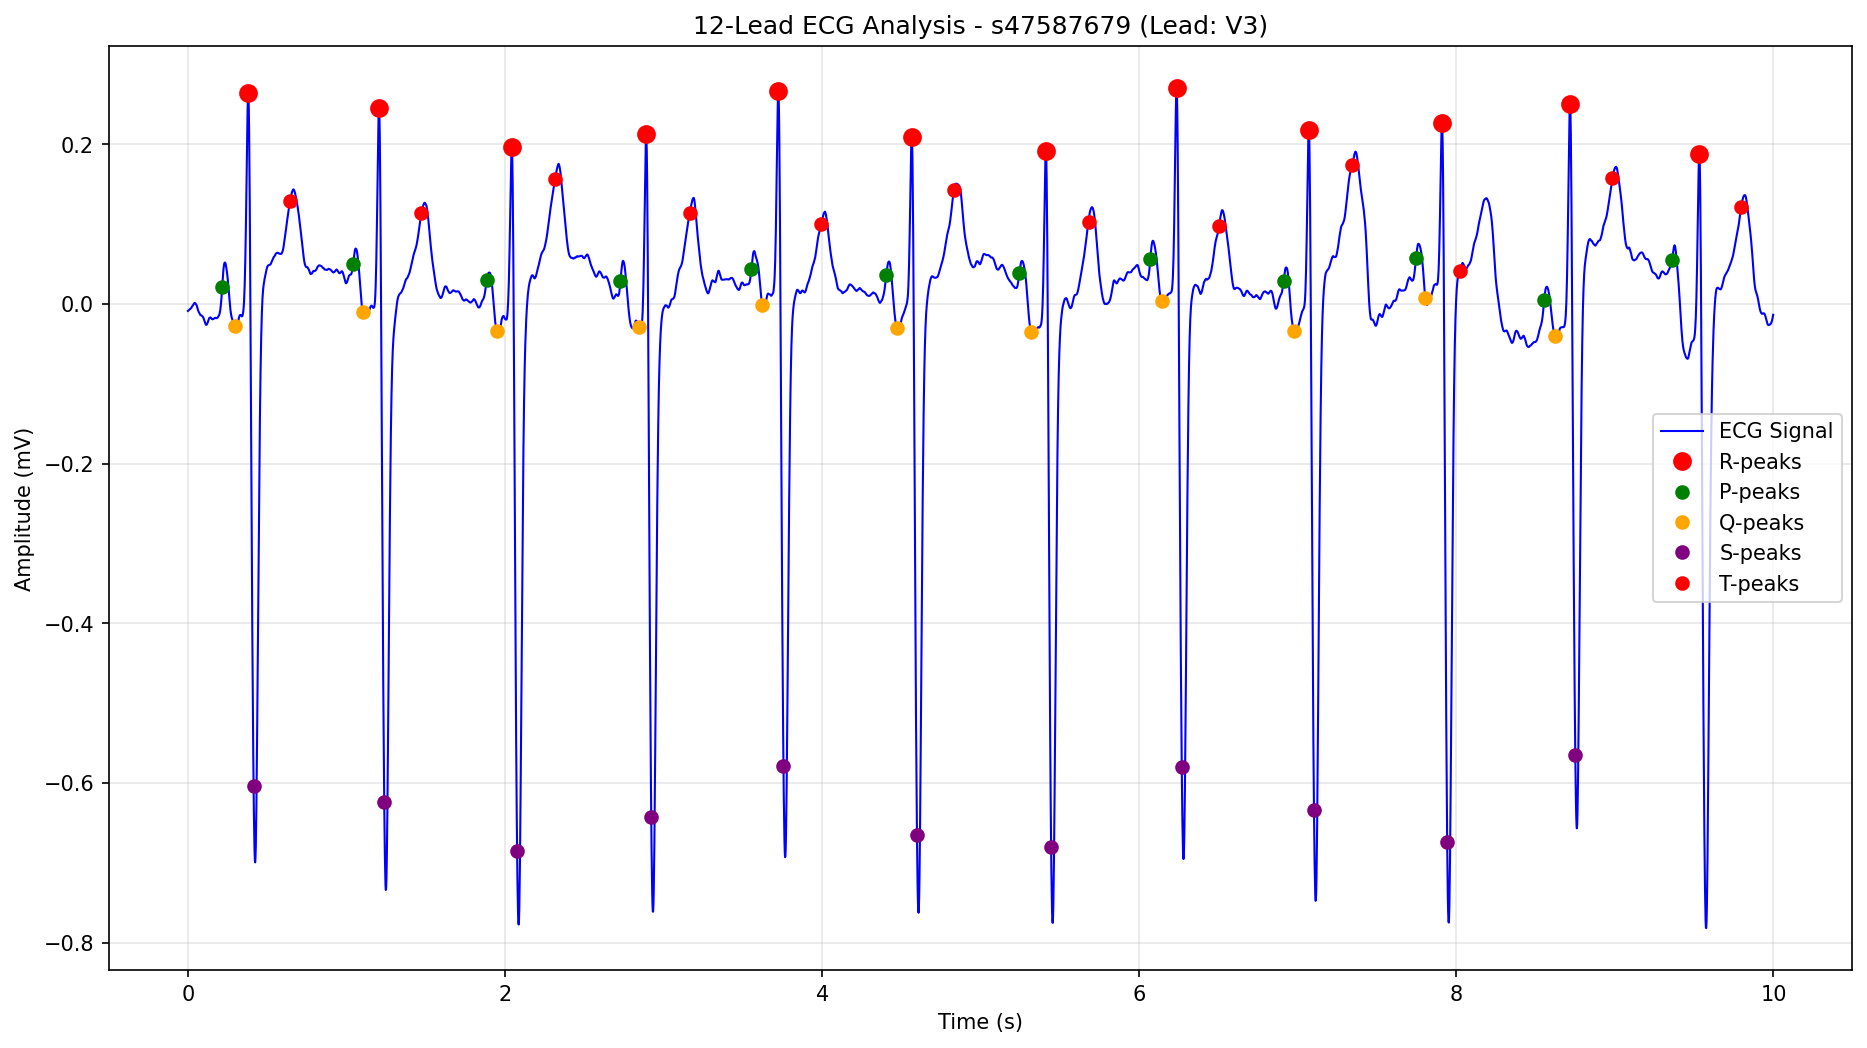 12-Lead ECG Analysis - s47587679 (Lead: V3)
Amplitude (mV)
0.2
0.0
−0.2
−0.4
−0.6
−0.8
ECG Signal
R-peaks
P-peaks
Q-peaks
S-peaks
T-peaks
0 2 4 6 8 10
Time (s)